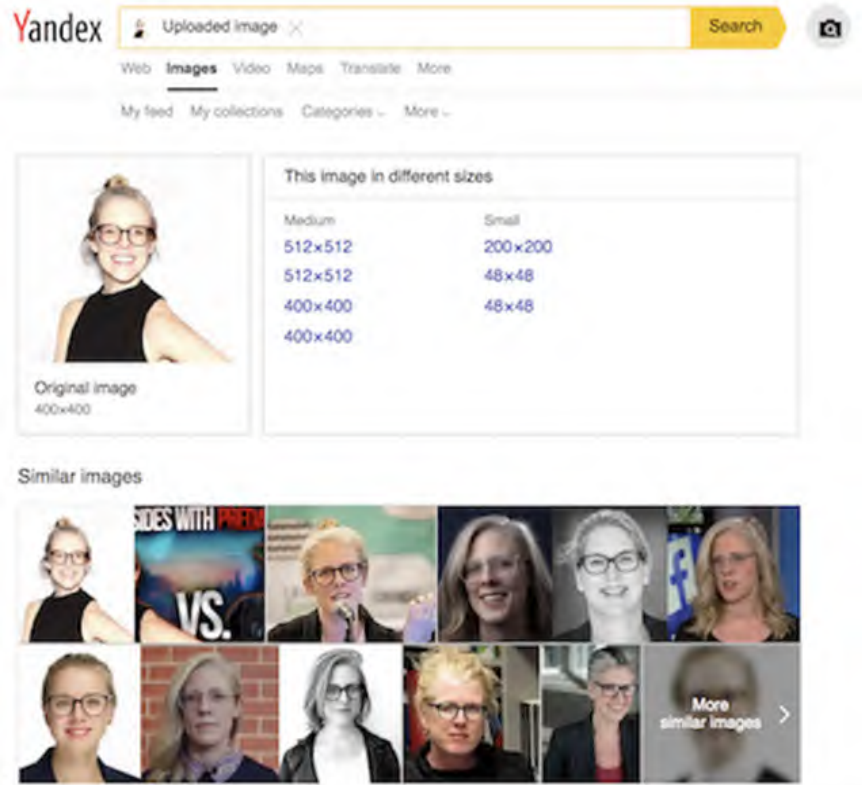 Yandex
Uploaded image
Search
Web Images Video Maps Translate More
My feed My collections Categories More
This image in different sizes
Medium Small
512×512 200×200
512×512 48×48
400×400 48×48
400×400
Original image
400×400
Similar images
SIDES WITH
VS.
f
More
similar images